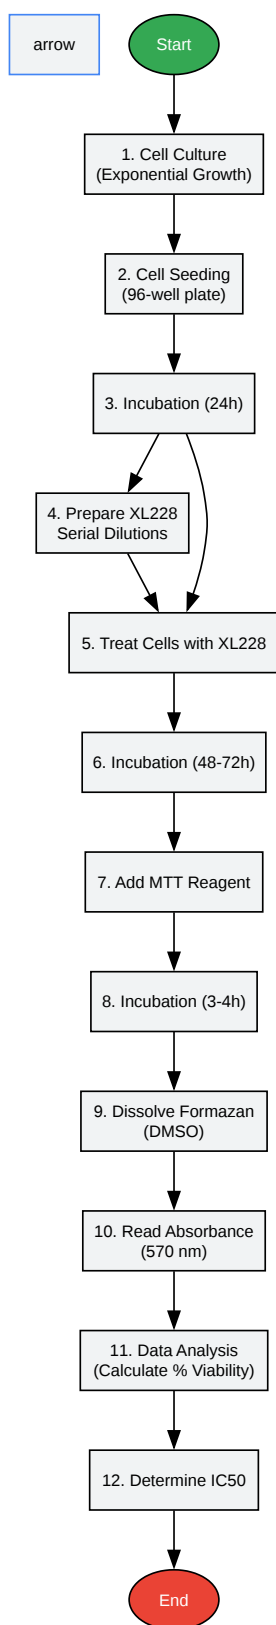 arrow
Start
1. Cell Culture
(Exponential Growth)
2. Cell Seeding
(96-well plate)
3. Incubation (24h)
4. Prepare XL228
Serial Dilutions
5. Treat Cells with XL228
6. Incubation (48-72h)
7. Add MTT Reagent
8. Incubation (3-4h)
9. Dissolve Formazan
(DMSO)
10. Read Absorbance
(570 nm)
11. Data Analysis
(Calculate % Viability)
12. Determine IC50
End